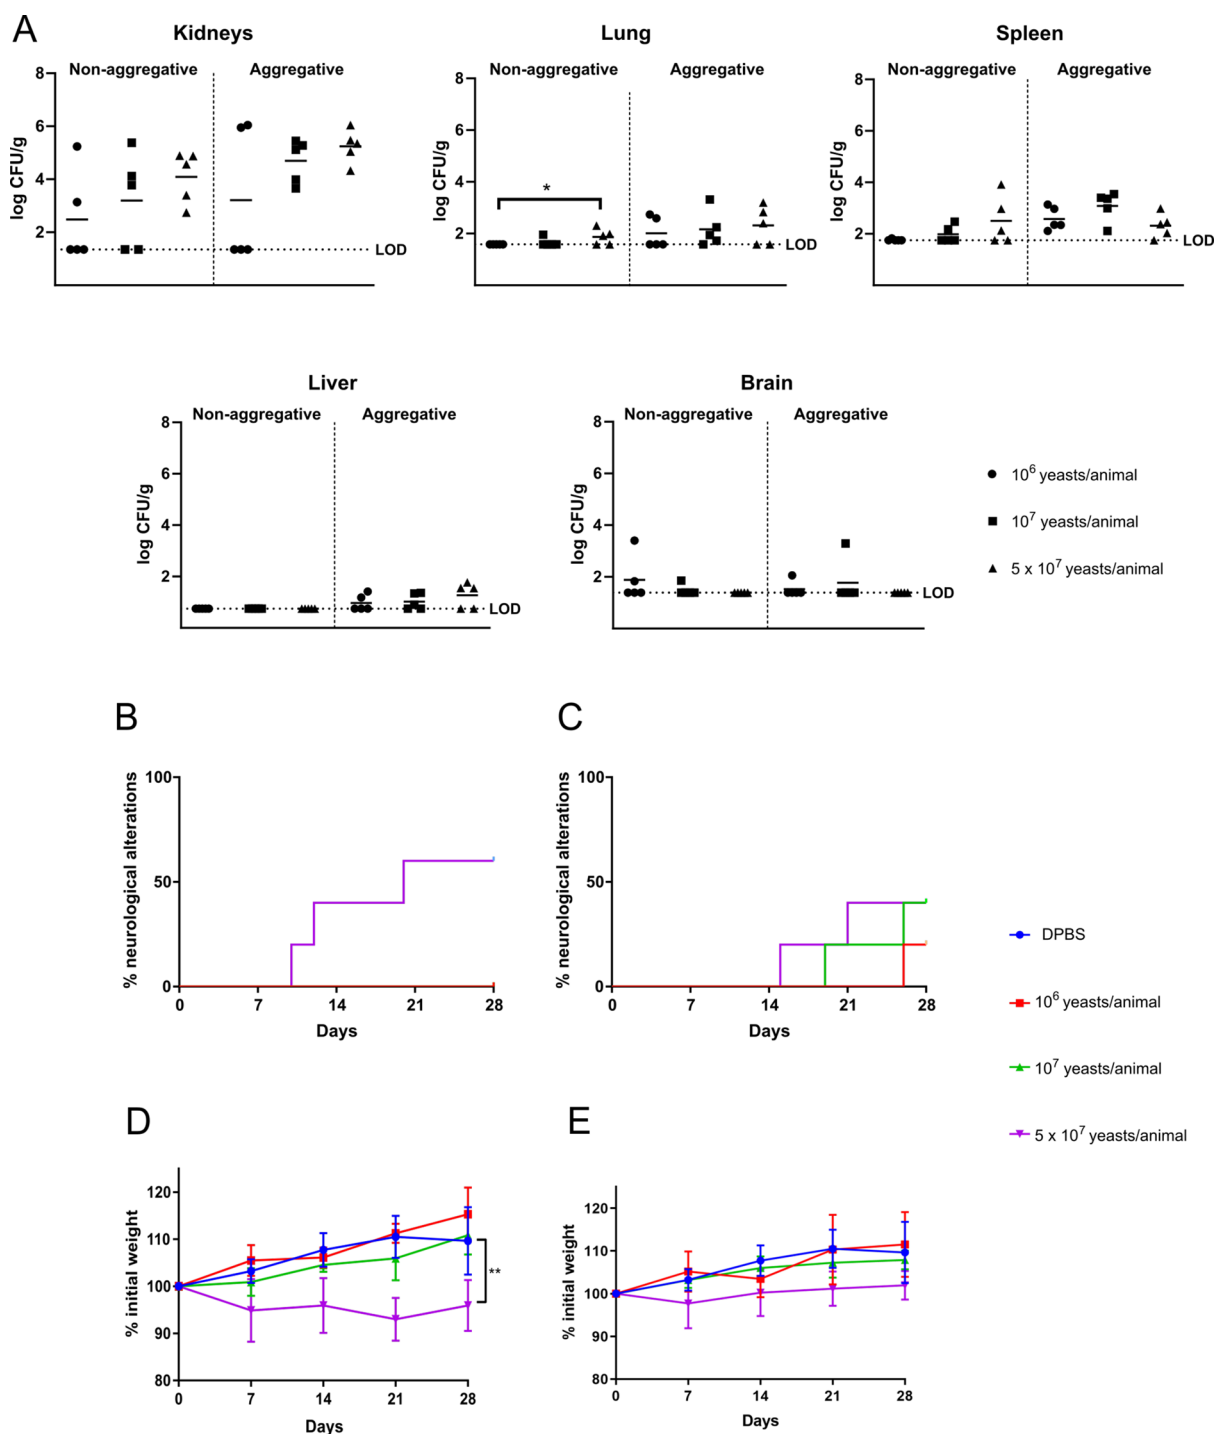 A
Kidneys
Lung
Spleen
Non-aggregative Aggregative
Non-aggregative Aggregative
Non-aggregative Aggregative
8
6
4
2
log CFU/g
LOD
8
6
4
2
log CFU/g
*
LOD
8
6
4
2
log CFU/g
LOD
Liver
Brain
Non-aggregative Aggregative
Non-aggregative Aggregative
8
6
4
2
log CFU/g
LOD
8
6
4
2
log CFU/g
LOD
10⁶ yeasts/animal
10⁷ yeasts/animal
5 x 10⁷ yeasts/animal
B
100
50
0
% neurological alterations
0 7 14 21 28
Days
C
100
50
0
% neurological alterations
0 7 14 21 28
Days
DPBS
10⁶ yeasts/animal
10⁷ yeasts/animal
5 x 10⁷ yeasts/animal
D
120
110
100
90
80
% initial weight
**
0 7 14 21 28
Days
E
120
110
100
90
80
% initial weight
0 7 14 21 28
Days